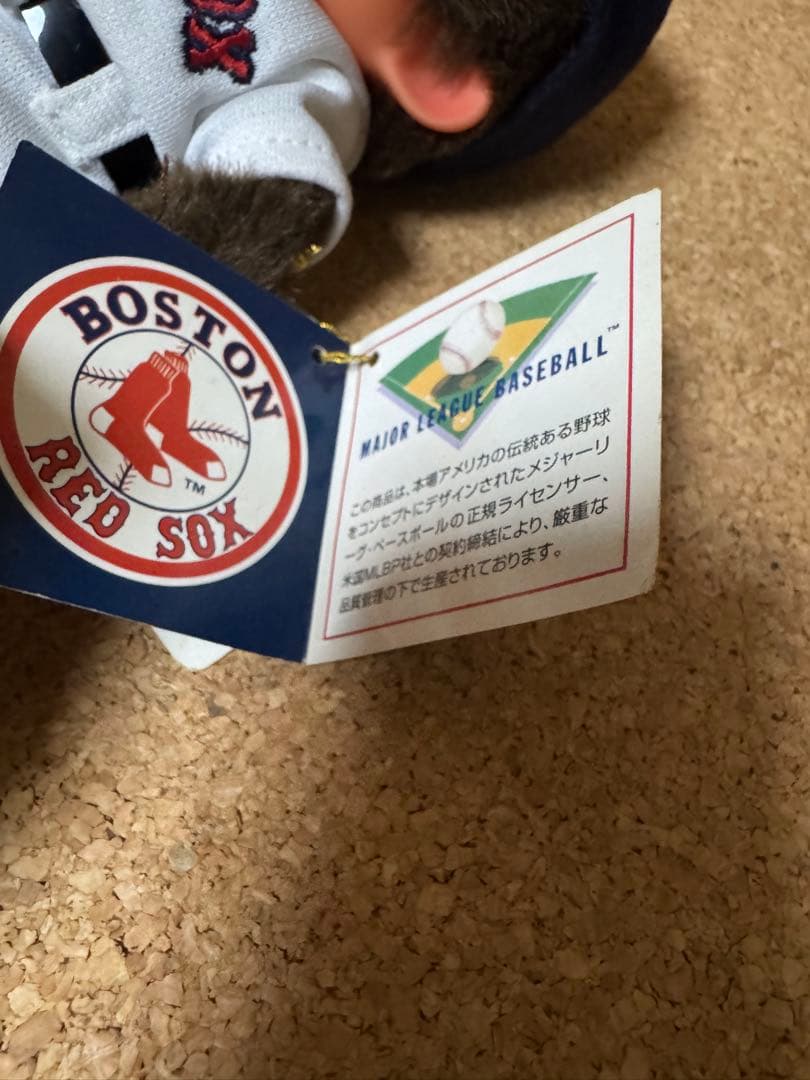 SOX
BOSTON
RED SOX
TM
MAJOR LEAGUE BASEBALL™
この商品は、本場アメリカの伝統ある野球
をコンセプトにデザインされたメジャーリ
ーグ・ベースボールの正規ライセンサー、
米国MLBP社との契約締結により、厳重な
品質管理の下で生産されております。